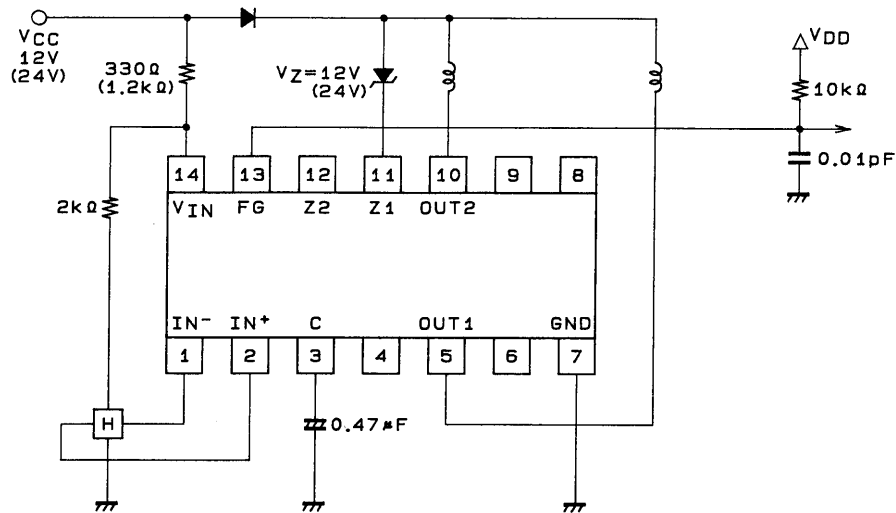 VCC
12V
(24V)
330Ω
(1.2kΩ)
VZ=12V
(24V)
VDD
10kΩ
0.01pF
2kΩ
14 13 12 11 10 9 8
VIN FG Z2 Z1 OUT2
IN- IN+ C OUT1 GND
1 2 3 4 5 6 7
H
0.47μF